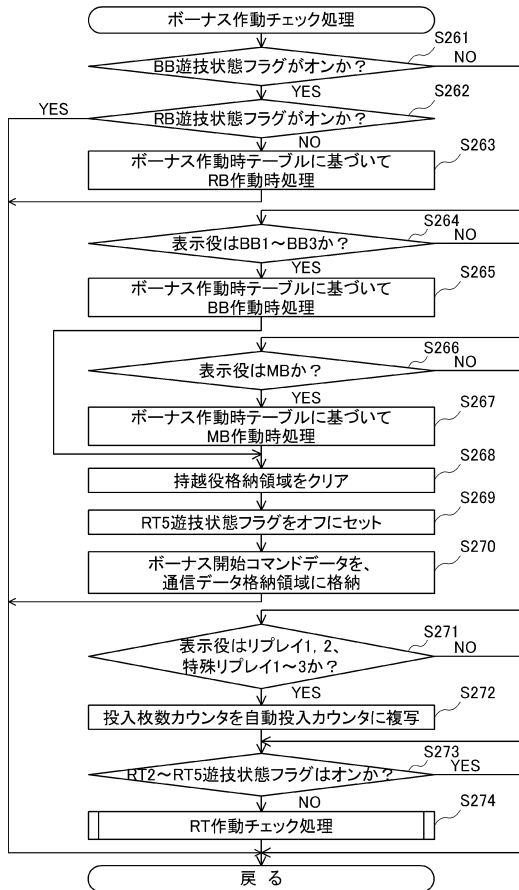 ボーナス作動チェック処理
S261
BB遊技状態フラグがオンか？
NO
YES
S262
YES
RB遊技状態フラグがオンか？
NO
S263
ボーナス作動時テーブルに基づいて
RB作動時処理
S264
表示役はBB1～BB3か？
NO
YES
S265
ボーナス作動時テーブルに基づいて
BB作動時処理
S266
表示役はMBか？
NO
YES
S267
ボーナス作動時テーブルに基づいて
MB作動時処理
S268
持越役格納領域をクリア
S269
RT5遊技状態フラグをオフにセット
S270
ボーナス開始コマンドデータを、
通信データ格納領域に格納
S271
表示役はリプレイ1, 2、
特殊リプレイ1～3か？
NO
YES
S272
投入枚数カウンタを自動投入カウンタに複写
S273
RT2～RT5遊技状態フラグはオンか？
YES
NO
S274
RT作動チェック処理
戻 る